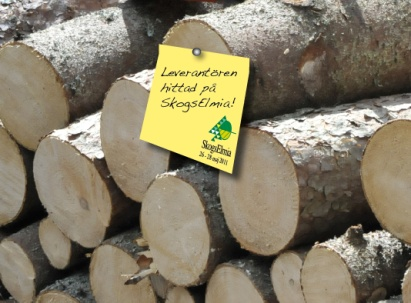 Leverantören
hittad på
SkogsElmia!
SkogsElmia
26 - 28 maj 2011